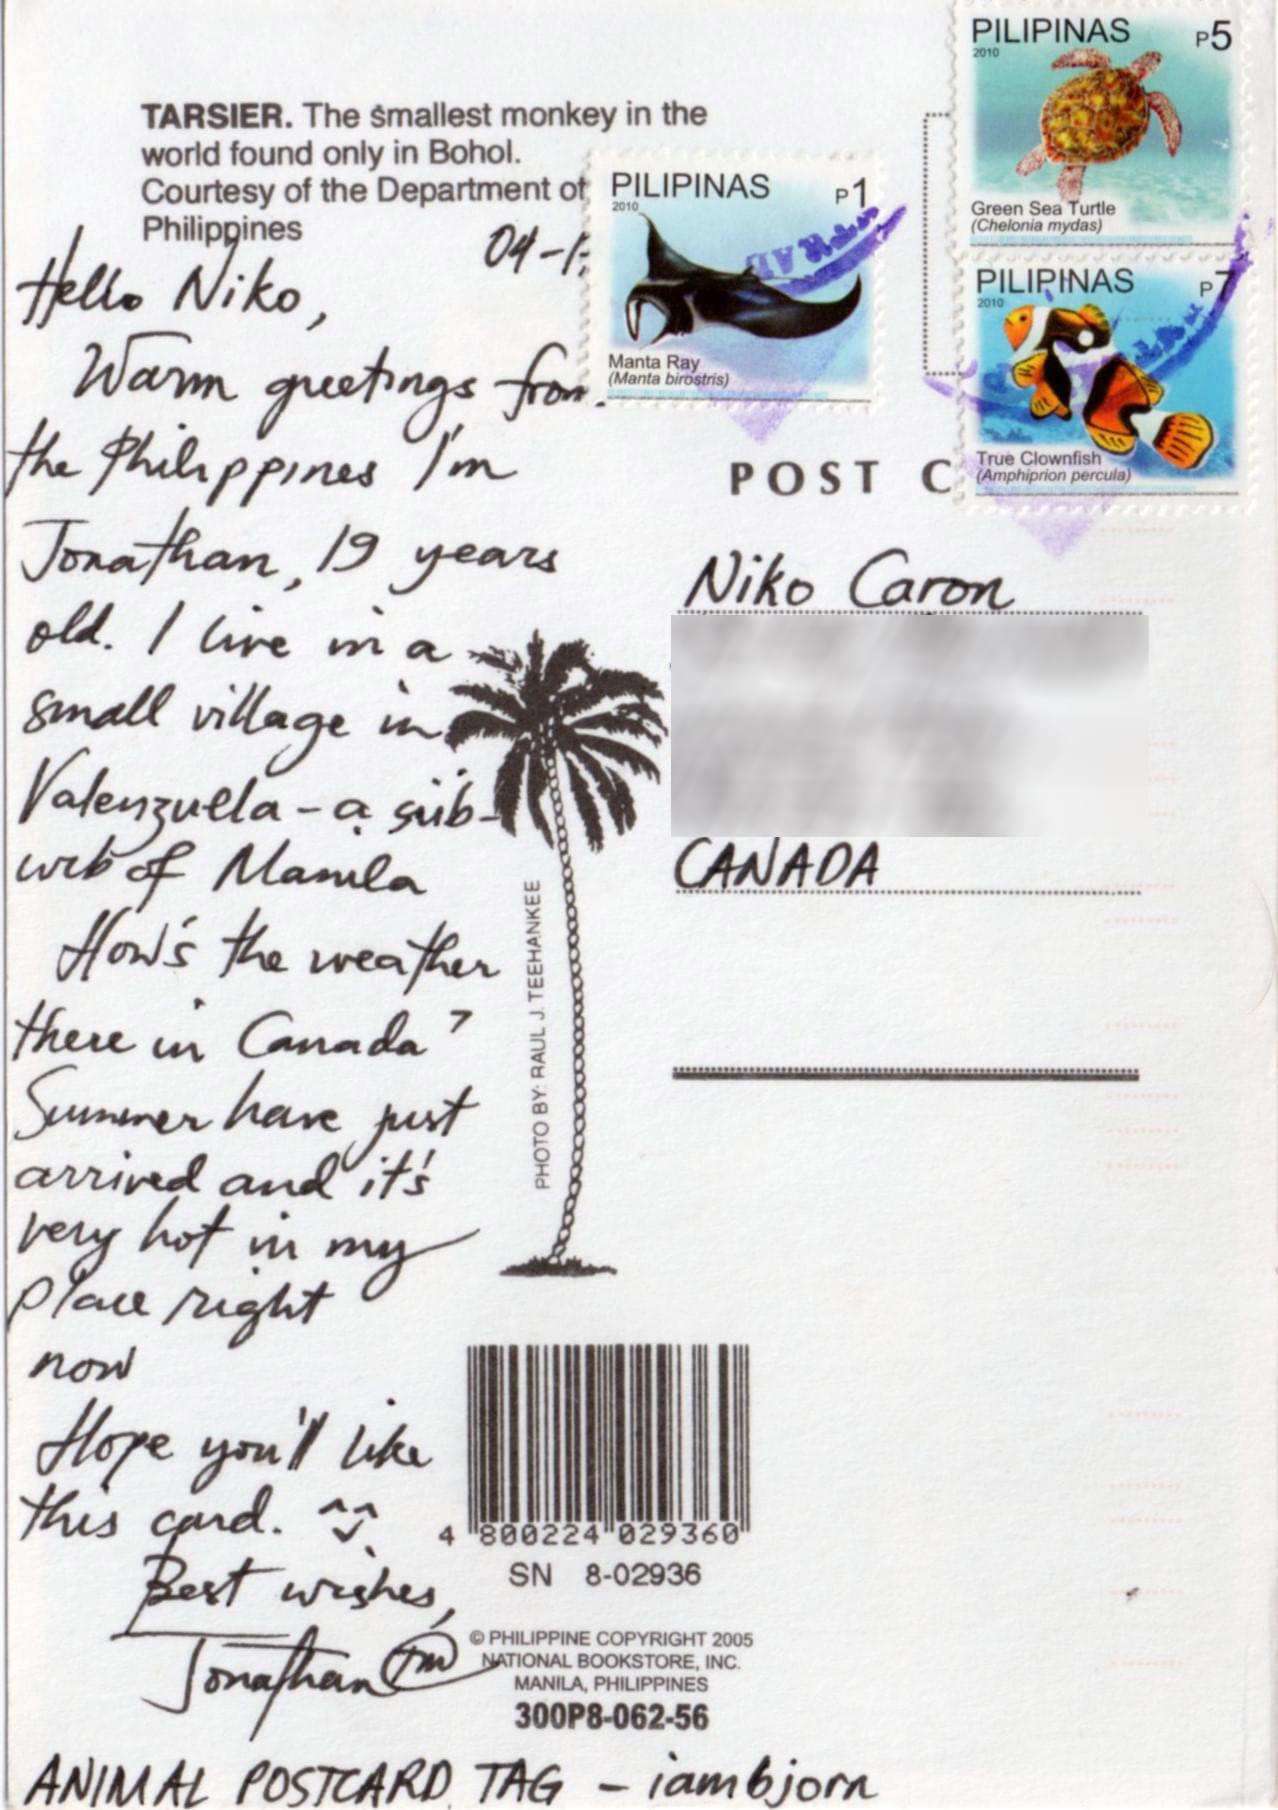 PILIPINAS P5
2010
Green Sea Turtle
(Chelonia mydas)
TARSIER. The smallest monkey in the
world found only in Bohol.
Courtesy of the Department of
Philippines
PILIPINAS P1
2010
Manta Ray
(Manta birostris)
PILIPINAS P7
2010
True Clownfish
(Amphiprion percula)
POST C
04-1
Hello Niko,
Warm greetings from
the Philippines I'm
Jonathan, 19 years
old. I live in a
small village in
Valenzuela - a sub-
urb of Manila
How's the weather
there in Canada?
Summer have just
arrived and it's
very hot in my
place right
now
Hope you'll like
this card. ^^
Best wishes,
Jonathan TM
ANIMAL POSTCARD TAG - iambjorn
Niko Caron
CANADA
PHOTO BY: RAUL J. TEEHANKEE
4 800224 029360
SN 8-02936
© PHILIPPINE COPYRIGHT 2005
NATIONAL BOOKSTORE, INC.
MANILA, PHILIPPINES
300P8-062-56